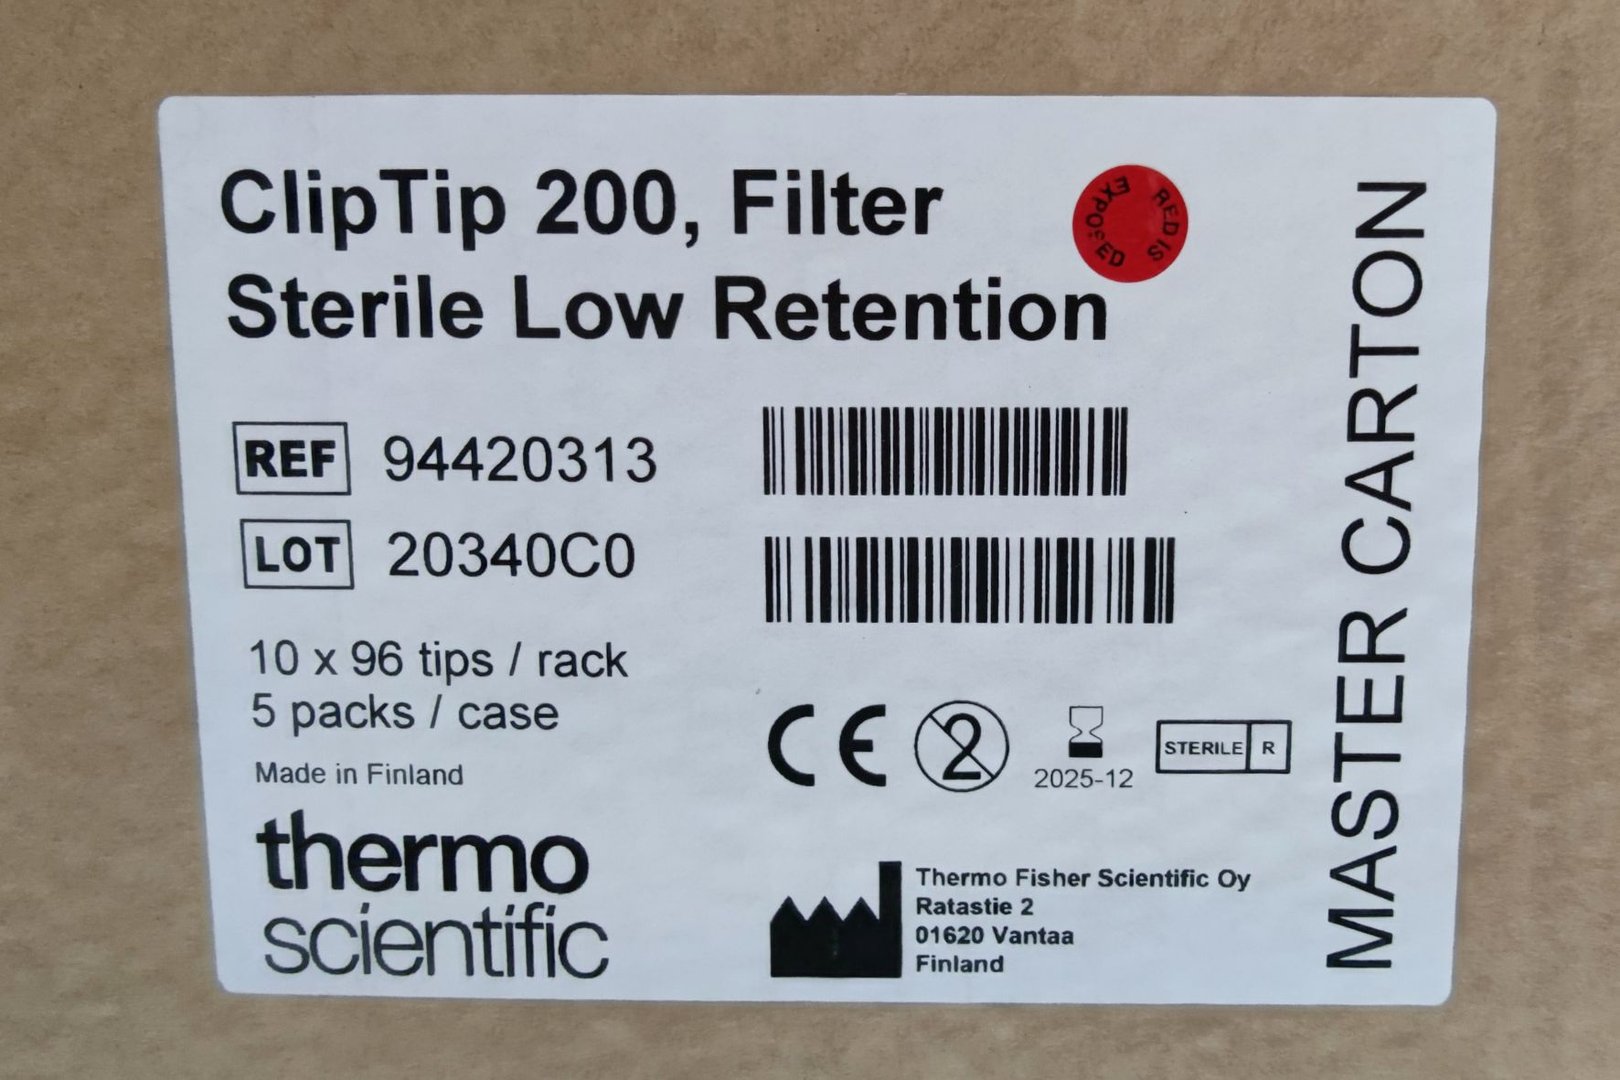 ClipTip 200, Filter
Sterile Low Retention
RED IS EXPOSED
REF 94420313
LOT 20340C0
10 x 96 tips / rack
5 packs / case
Made in Finland
thermo
scientific
CE
2
2025-12
STERILE R
Thermo Fisher Scientific Oy
Ratastie 2
01620 Vantaa
Finland
MASTER CARTON